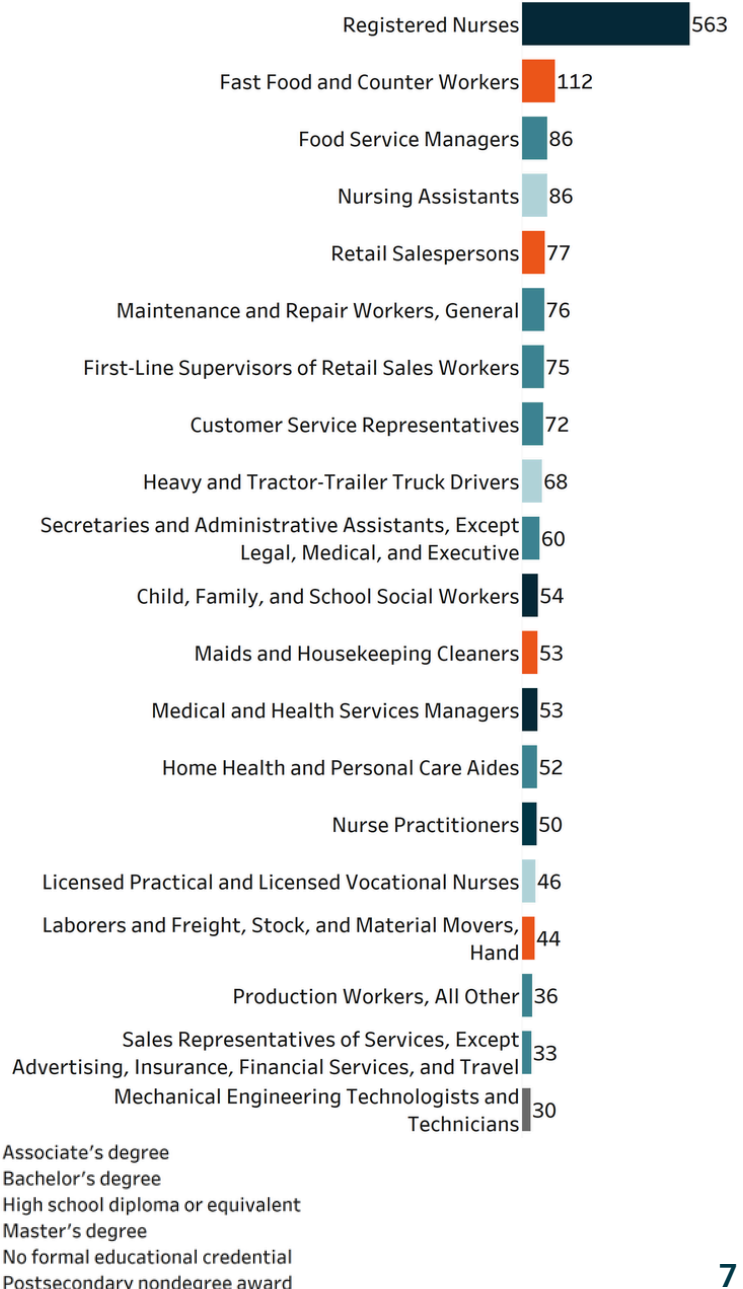 Registered Nurses 563
Fast Food and Counter Workers 112
Food Service Managers 86
Nursing Assistants 86
Retail Salespersons 77
Maintenance and Repair Workers, General 76
First-Line Supervisors of Retail Sales Workers 75
Customer Service Representatives 72
Heavy and Tractor-Trailer Truck Drivers 68
Secretaries and Administrative Assistants, Except
Legal, Medical, and Executive 60
Child, Family, and School Social Workers 54
Maids and Housekeeping Cleaners 53
Medical and Health Services Managers 53
Home Health and Personal Care Aides 52
Nurse Practitioners 50
Licensed Practical and Licensed Vocational Nurses 46
Laborers and Freight, Stock, and Material Movers,
Hand 44
Production Workers, All Other 36
Sales Representatives of Services, Except
Advertising, Insurance, Financial Services, and Travel 33
Mechanical Engineering Technologists and
Technicians 30
Associate's degree
Bachelor's degree
High school diploma or equivalent
Master's degree
No formal educational credential
Postsecondary nondegree award
7